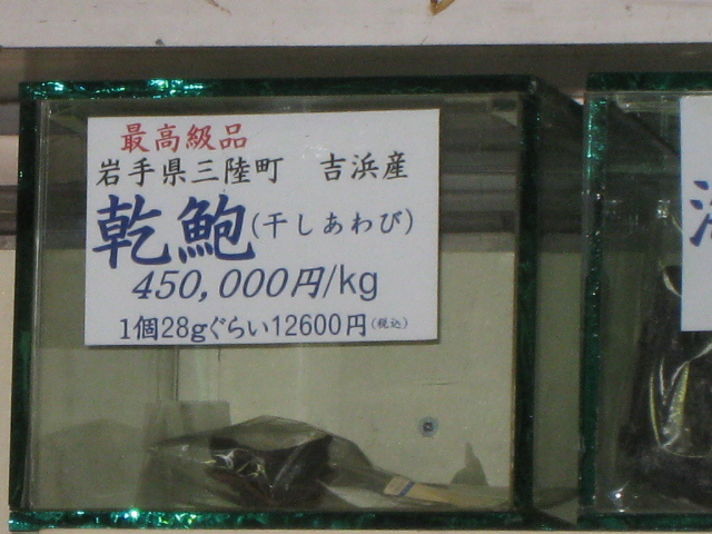 最高級品
岩手県三陸町　吉浜産
乾鮑(干しあわび)
450,000円/kg
1個28gぐらい12600円(税込)